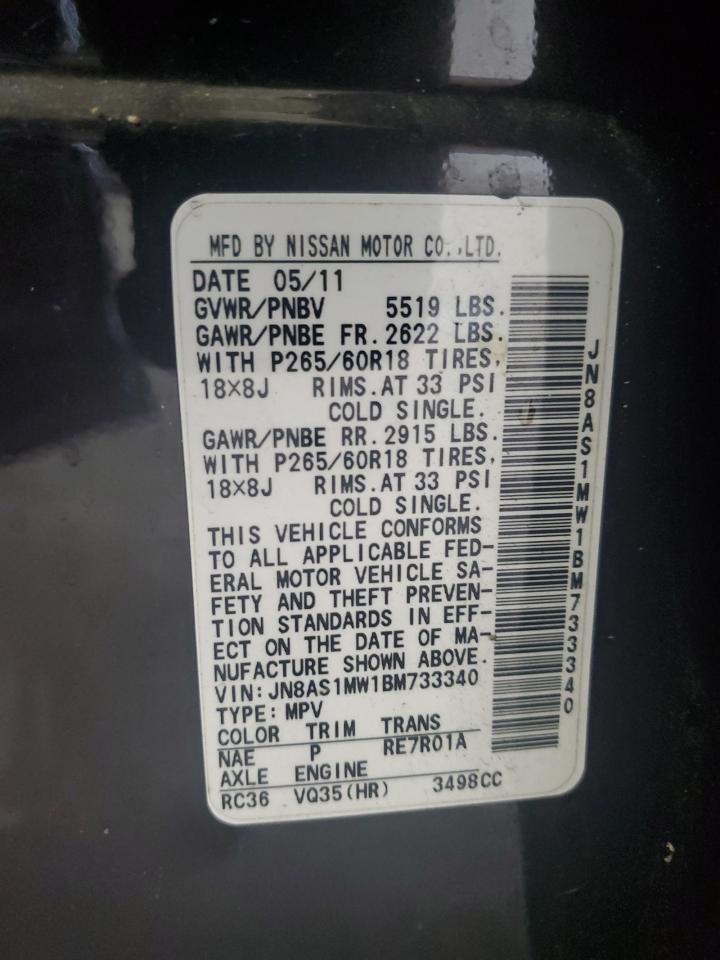 MFD BY NISSAN MOTOR CO.,LTD.
DATE 05/11
GVWR/PNBV 5519 LBS.
GAWR/PNBE FR. 2622 LBS.
WITH P265/60R18 TIRES,
18X8J RIMS. AT 33 PSI
COLD SINGLE.
GAWR/PNBE RR. 2915 LBS.
WITH P265/60R18 TIRES,
18X8J RIMS. AT 33 PSI
COLD SINGLE.
THIS VEHICLE CONFORMS
TO ALL APPLICABLE FED-
ERAL MOTOR VEHICLE SA-
FETY AND THEFT PREVEN-
TION STANDARDS IN EFF-
ECT ON THE DATE OF MA-
NUFACTURE SHOWN ABOVE.
VIN: JN8AS1MW1BM733340
TYPE: MPV
COLOR TRIM TRANS
NAE P RE7R01A
AXLE ENGINE
RC36 VQ35(HR) 3498CC
JN8AS1MW1BM733340